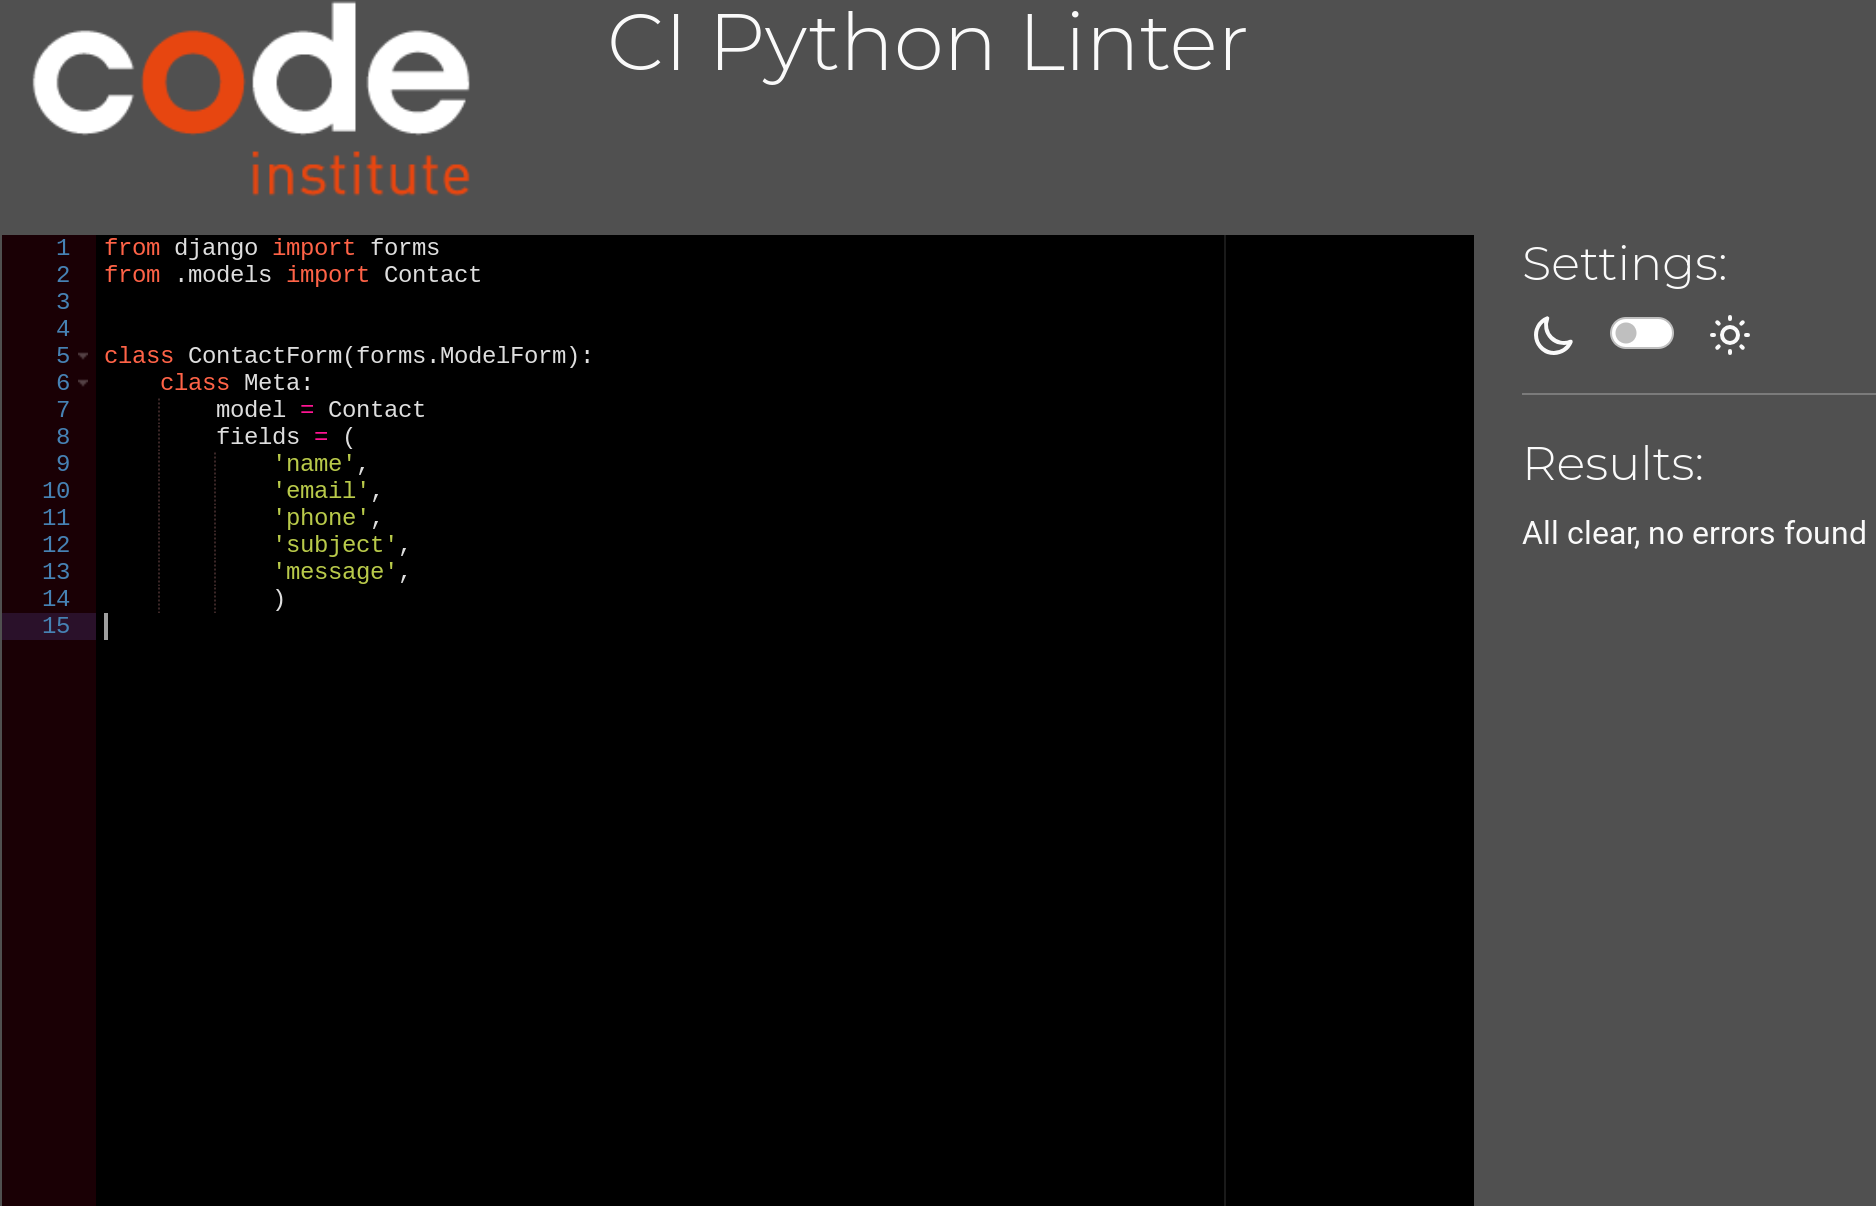 code
institute
CI Python Linter
1 from django import forms
2 from .models import Contact
3
4
5 class ContactForm(forms.ModelForm):
6     class Meta:
7         model = Contact
8         fields = (
9             'name',
10             'email',
11             'phone',
12             'subject',
13             'message',
14             )
15
Settings:
Results:
All clear, no errors found